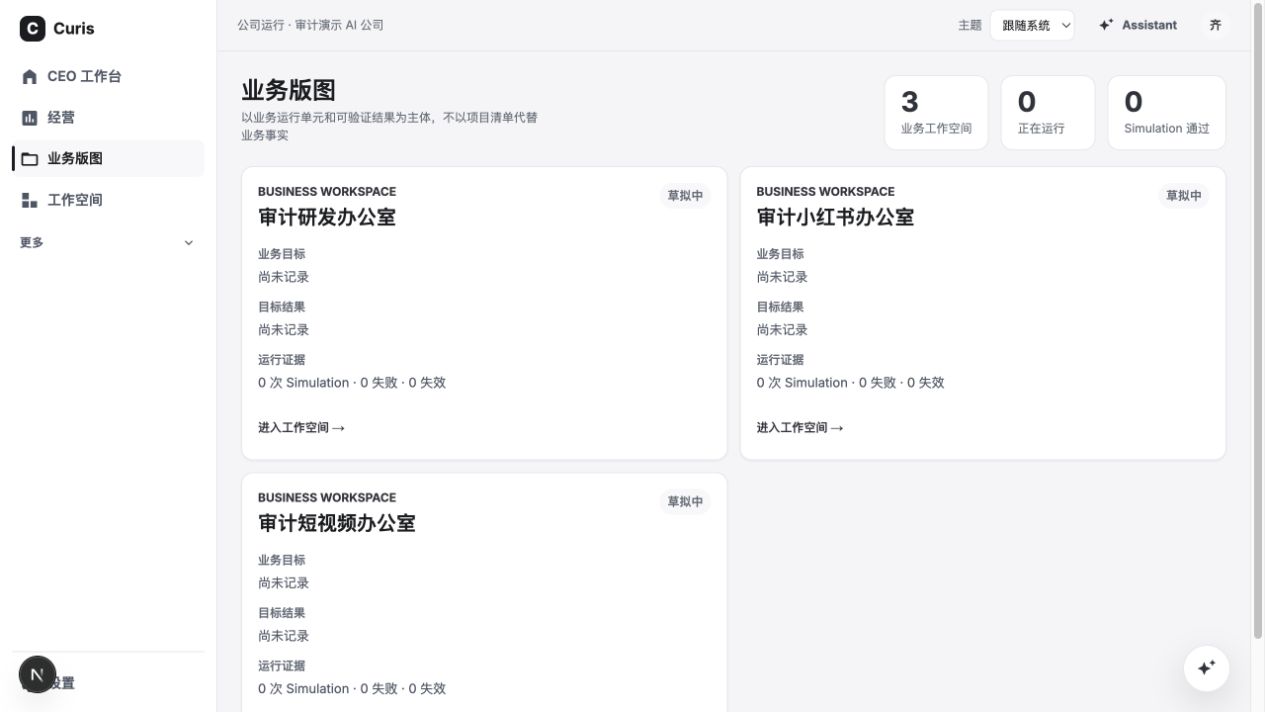 C Curis
CEO 工作台
经营
业务版图
工作空间
更多
N
设置
公司运行 · 审计演示 AI 公司
主题
跟随系统
Assistant
齐
业务版图
以业务运行单元和可验证结果为主体，不以项目清单代替
业务事实
3
业务工作空间
0
正在运行
0
Simulation 通过
BUSINESS WORKSPACE
草拟中
审计研发办公室
业务目标
尚未记录
目标结果
尚未记录
运行证据
0 次 Simulation · 0 失败 · 0 失效
进入工作空间 →
BUSINESS WORKSPACE
草拟中
审计小红书办公室
业务目标
尚未记录
目标结果
尚未记录
运行证据
0 次 Simulation · 0 失败 · 0 失效
进入工作空间 →
BUSINESS WORKSPACE
草拟中
审计短视频办公室
业务目标
尚未记录
目标结果
尚未记录
运行证据
0 次 Simulation · 0 失败 · 0 失效